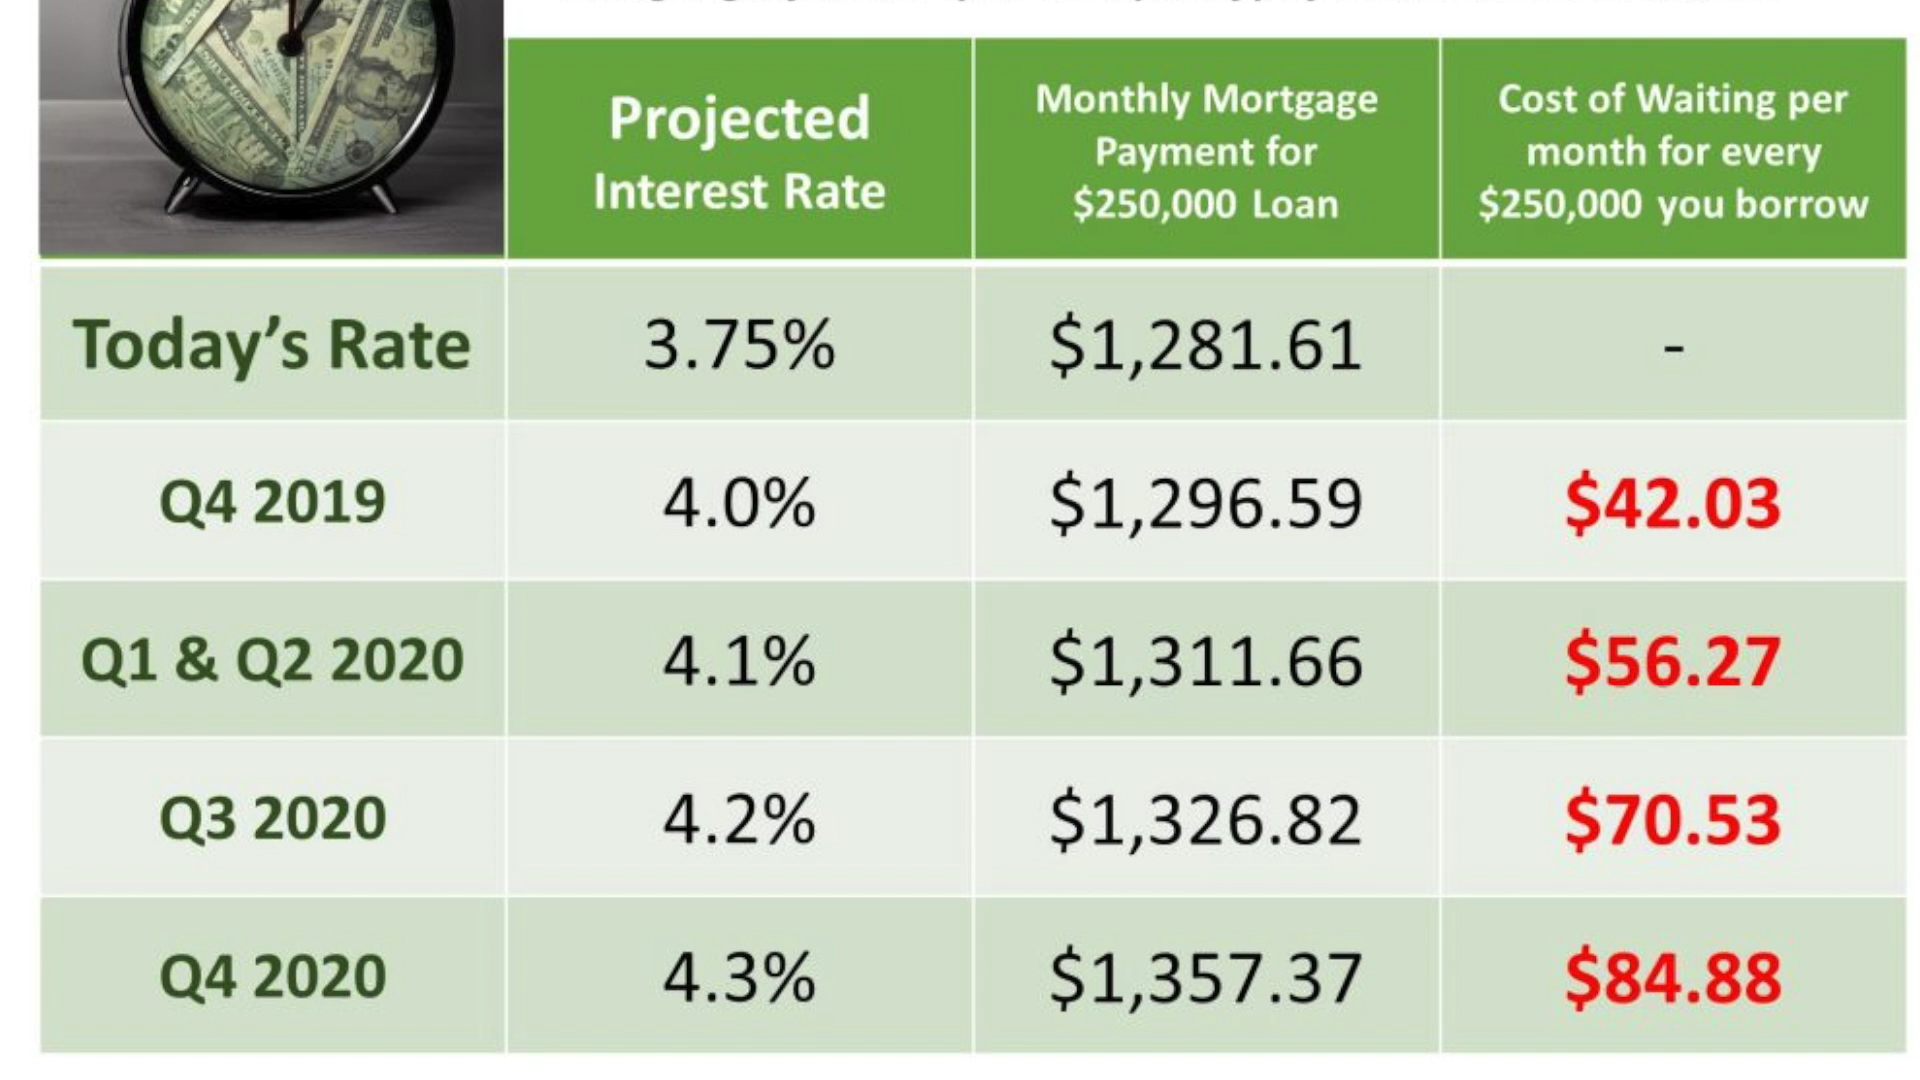 Projected
Interest Rate
Monthly Mortgage
Payment for
$250,000 Loan
Cost of Waiting per
month for every
$250,000 you borrow
Today’s Rate
3.75%
$1,281.61
-
Q4 2019
4.0%
$1,296.59
$42.03
Q1 & Q2 2020
4.1%
$1,311.66
$56.27
Q3 2020
4.2%
$1,326.82
$70.53
Q4 2020
4.3%
$1,357.37
$84.88